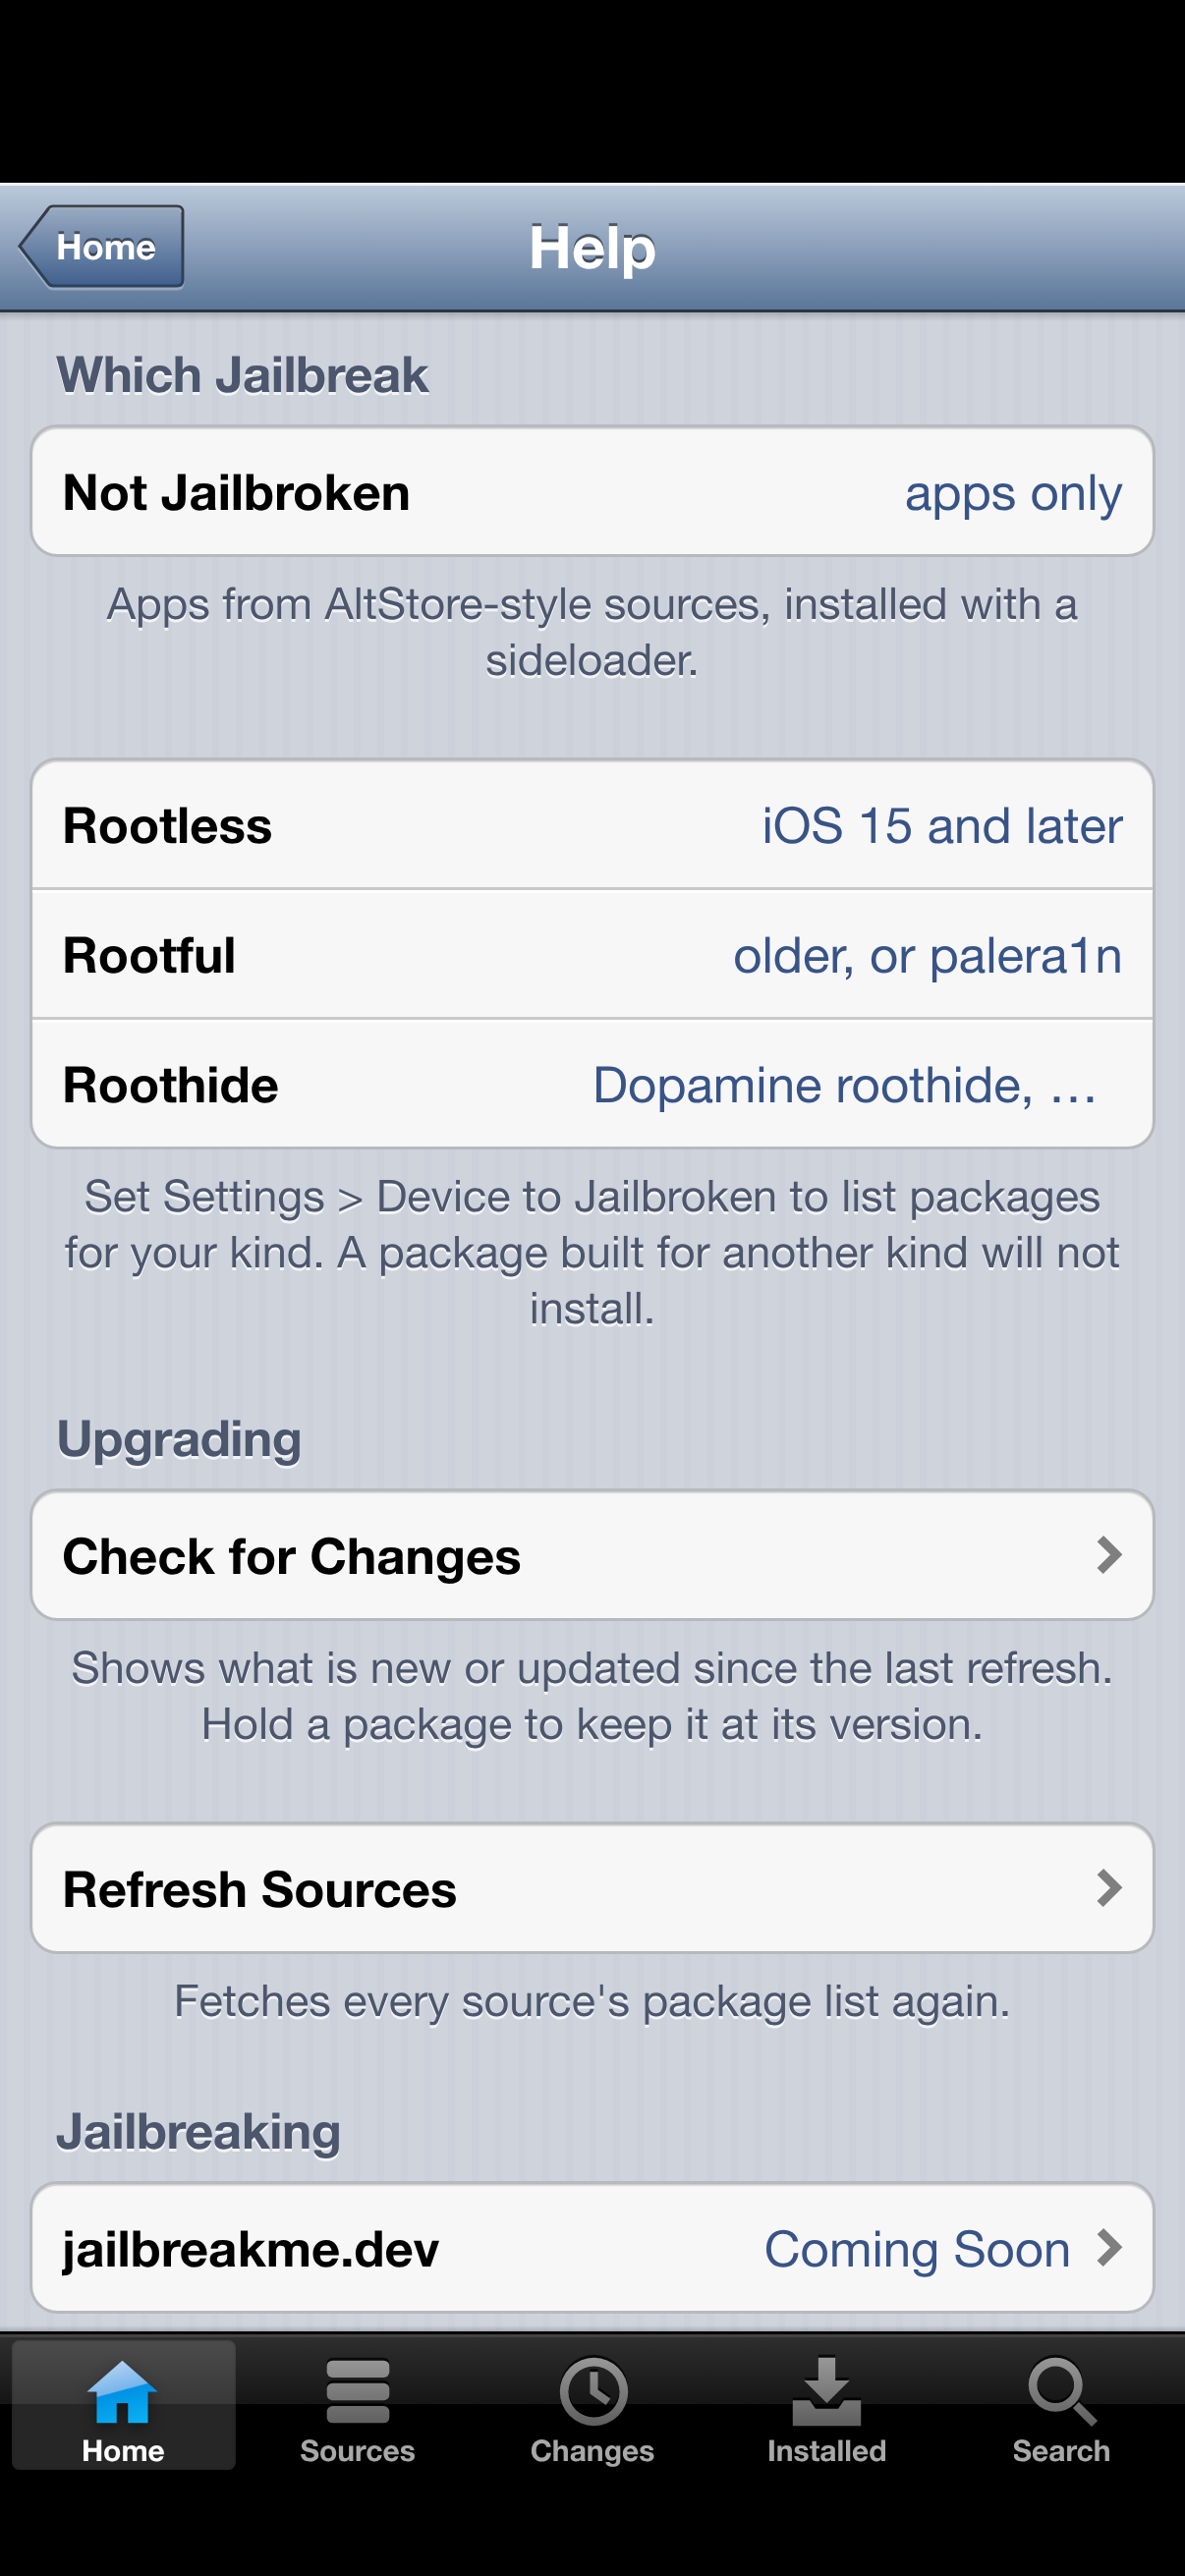 Home
Help
Which Jailbreak
Not Jailbroken apps only
Apps from AltStore-style sources, installed with a
sideloader.
Rootless iOS 15 and later
Rootful older, or palera1n
Roothide Dopamine roothide, …
Set Settings > Device to Jailbroken to list packages
for your kind. A package built for another kind will not
install.
Upgrading
Check for Changes
Shows what is new or updated since the last refresh.
Hold a package to keep it at its version.
Refresh Sources
Fetches every source's package list again.
Jailbreaking
jailbreakme.dev Coming Soon
Home Sources Changes Installed Search